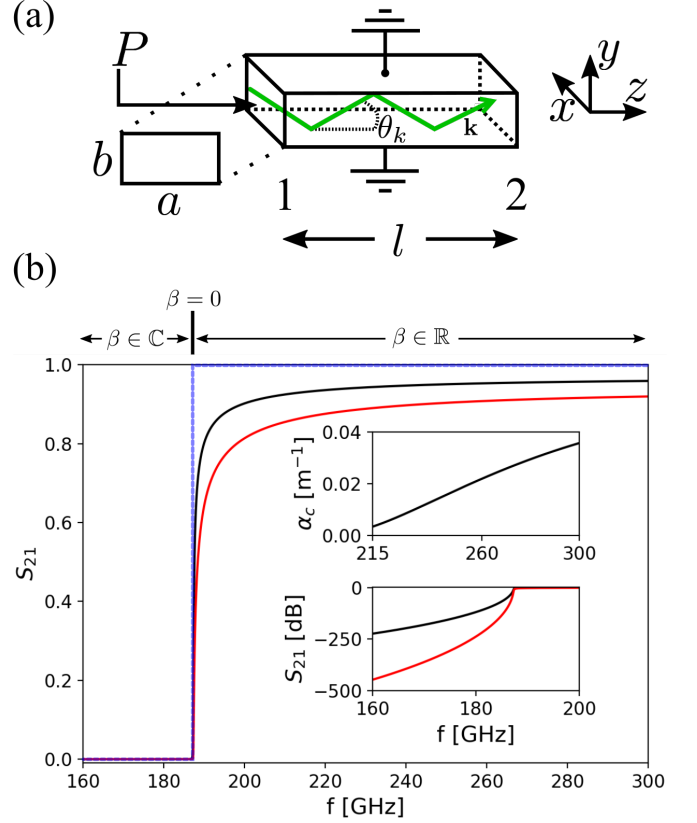 (a)
P
b
a
θk
k
1
2
l
x
y
z
(b)
β = 0
β ∈ ℂ
β ∈ ℝ
1.0
0.8
0.6
0.4
0.2
0.0
S21
160 180 200 220 240 260 280 300
f [GHz]
0.04
0.02
0.00
αc [m⁻¹]
215 260 300
0
−250
−500
S21 [dB]
160 180 200
f [GHz]